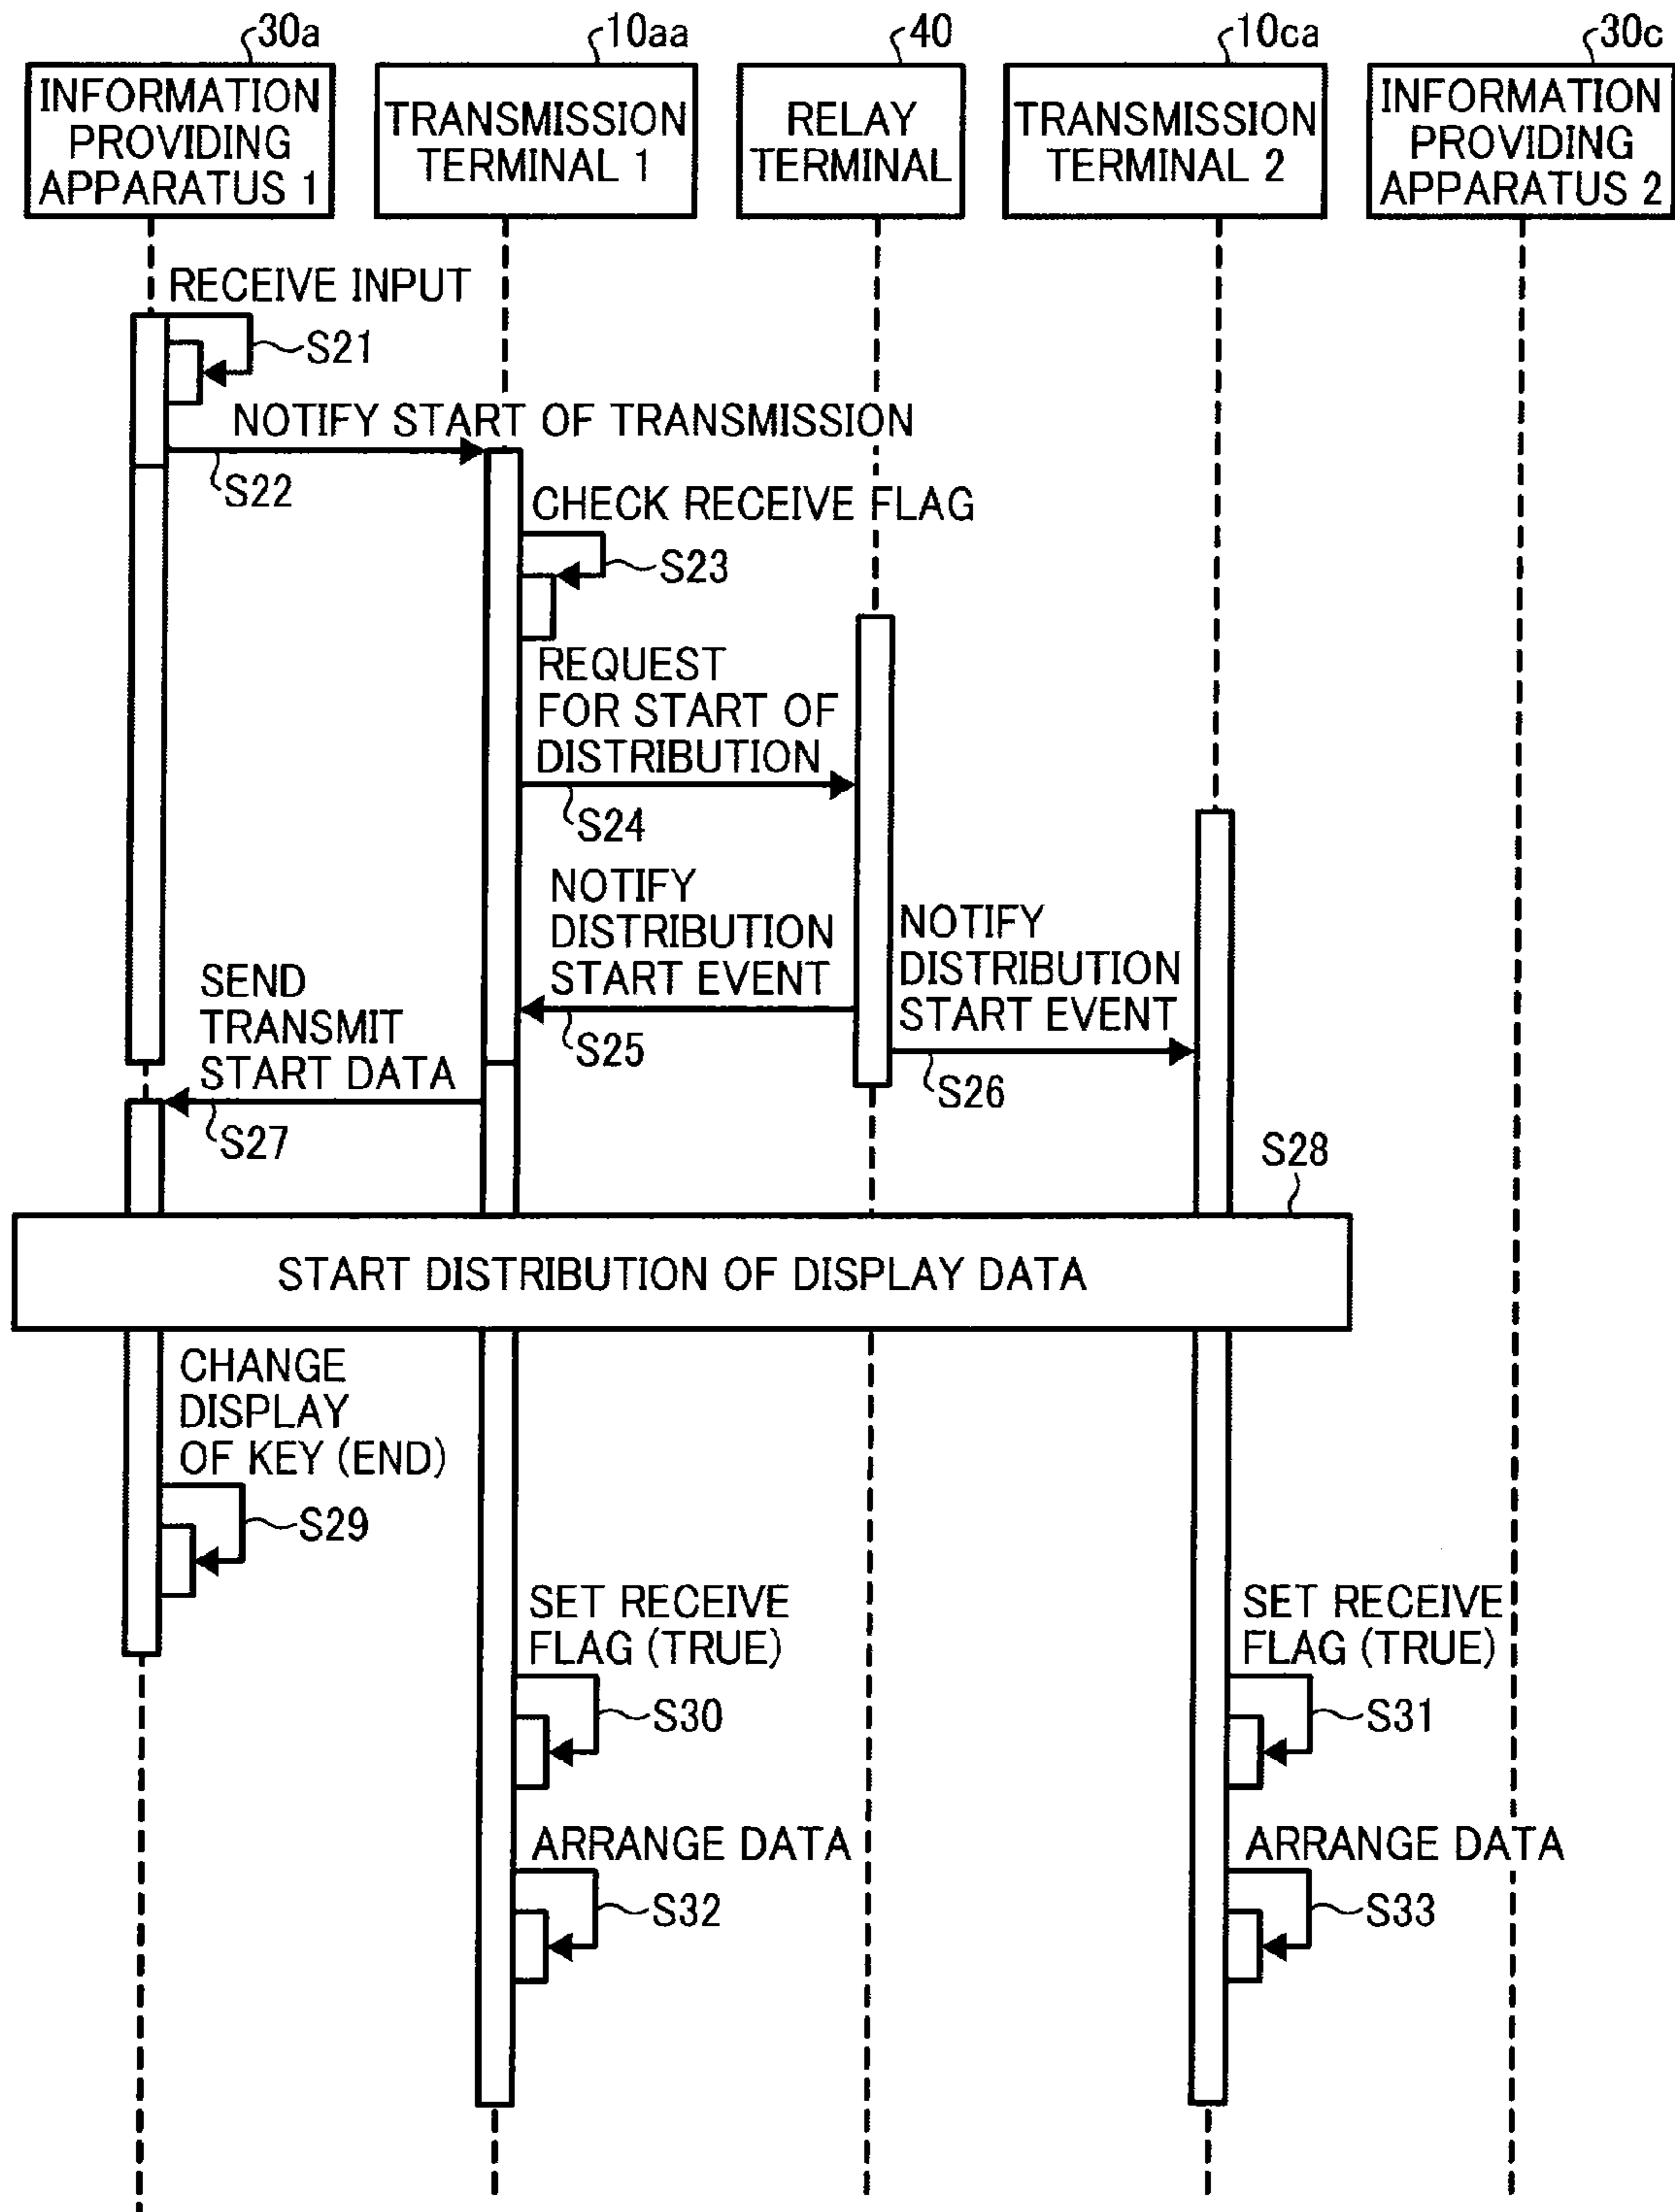 30a
10aa
40
10ca
30c
INFORMATION
PROVIDING
APPARATUS 1
TRANSMISSION
TERMINAL 1
RELAY
TERMINAL
TRANSMISSION
TERMINAL 2
INFORMATION
PROVIDING
APPARATUS 2
RECEIVE INPUT
S21
NOTIFY START OF TRANSMISSION
S22
CHECK RECEIVE FLAG
S23
REQUEST
FOR START OF
DISTRIBUTION
S24
NOTIFY
DISTRIBUTION
START EVENT
S25
NOTIFY
DISTRIBUTION
START EVENT
S26
SEND
TRANSMIT
START DATA
S27
S28
START DISTRIBUTION OF DISPLAY DATA
CHANGE
DISPLAY
OF KEY (END)
S29
SET RECEIVE
FLAG (TRUE)
S30
SET RECEIVE
FLAG (TRUE)
S31
ARRANGE DATA
S32
ARRANGE DATA
S33